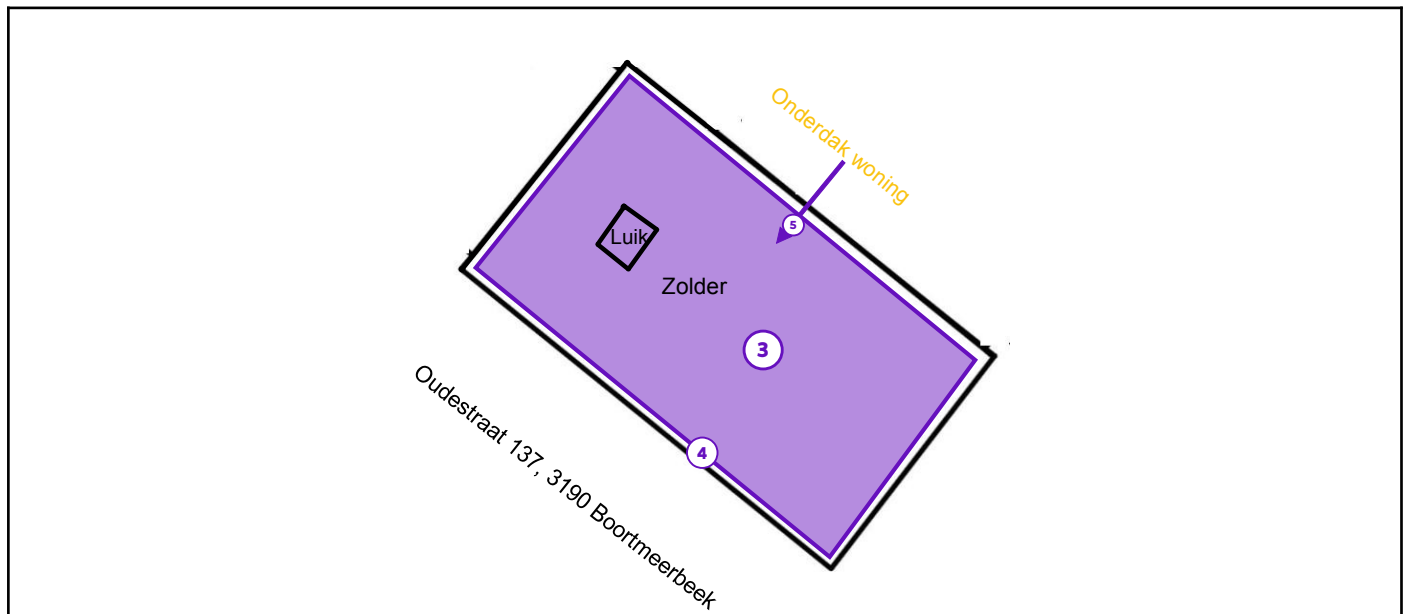 Onderdak woning
5
Luik
Zolder
3
4
Oudestraat 137, 3190 Boortmeerbeek